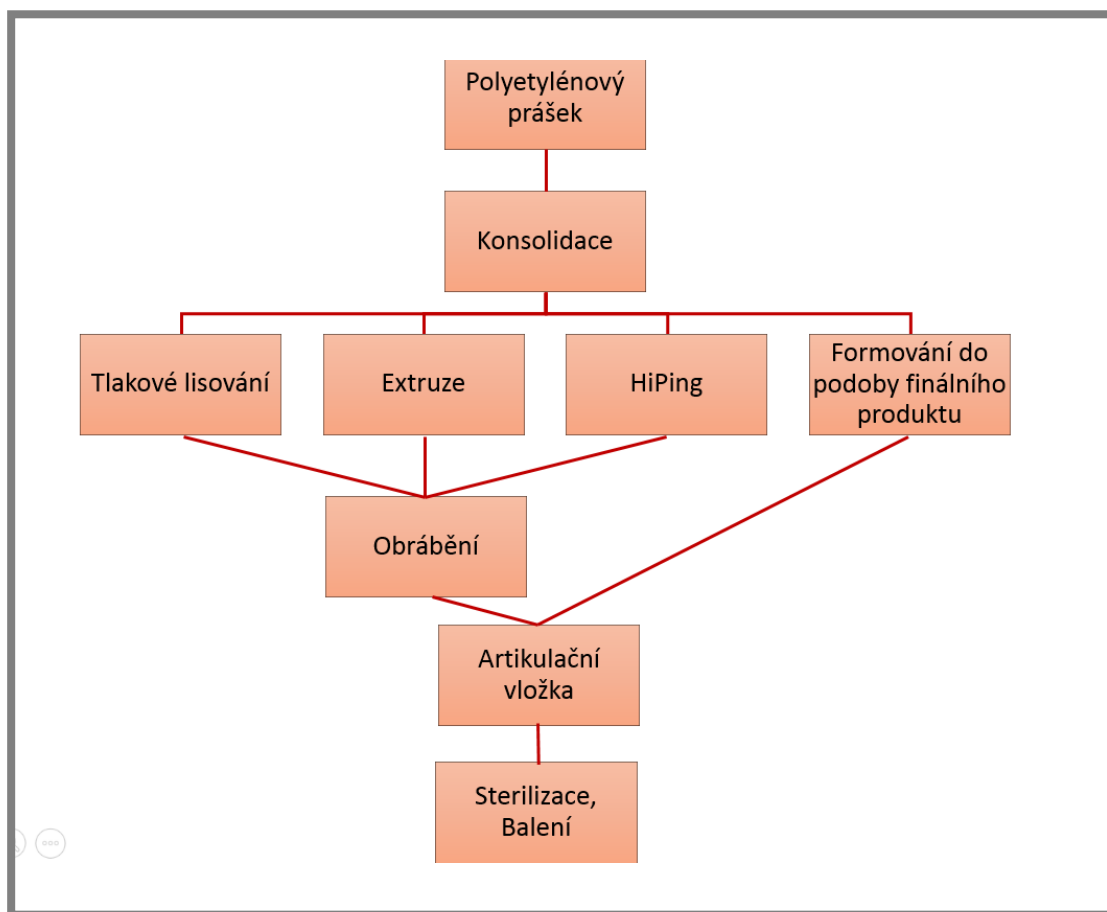 Polyetylénový
prášek
Konsolidace
Tlakové lisování
Extruze
HiPing
Formování do
podoby finálního
produktu
Obrábění
Artikulační
vložka
Sterilizace,
Balení